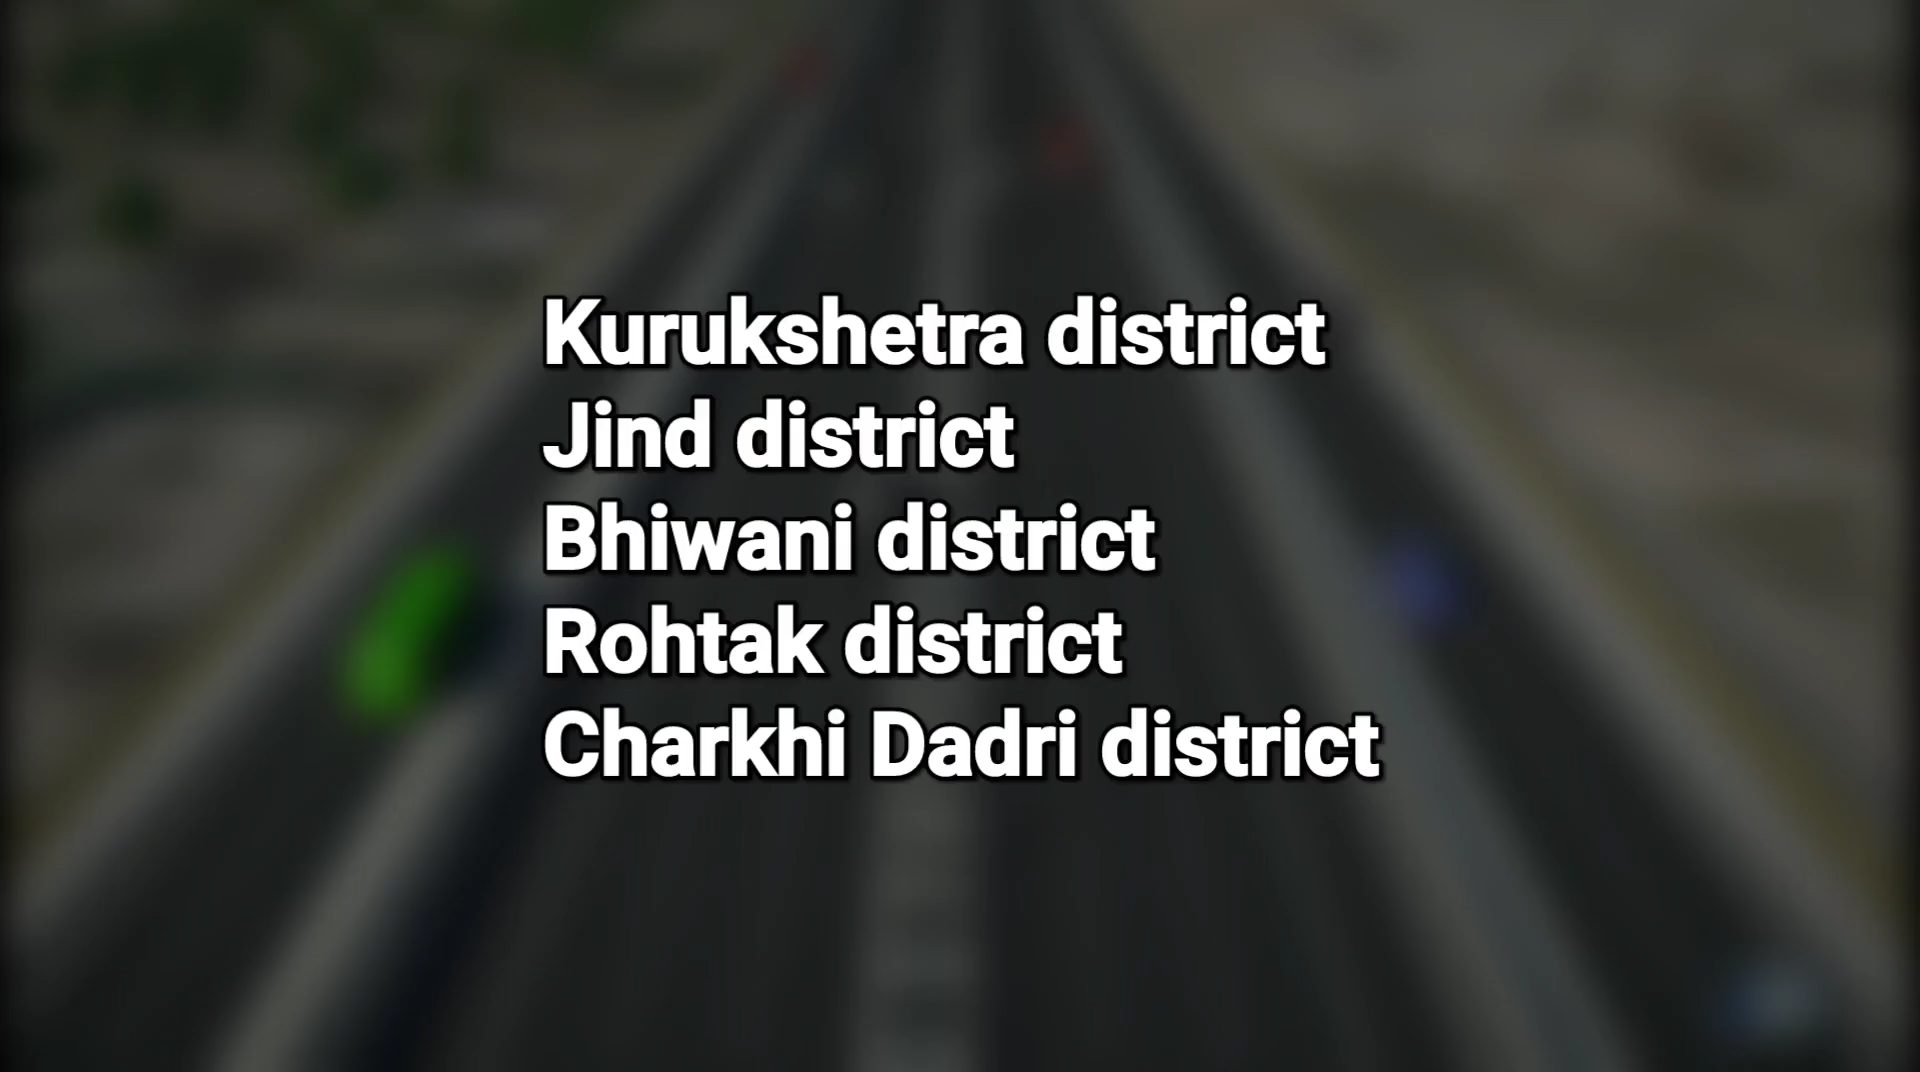 Kurukshetra district
Jind district
Bhiwani district
Rohtak district
Charkhi Dadri district